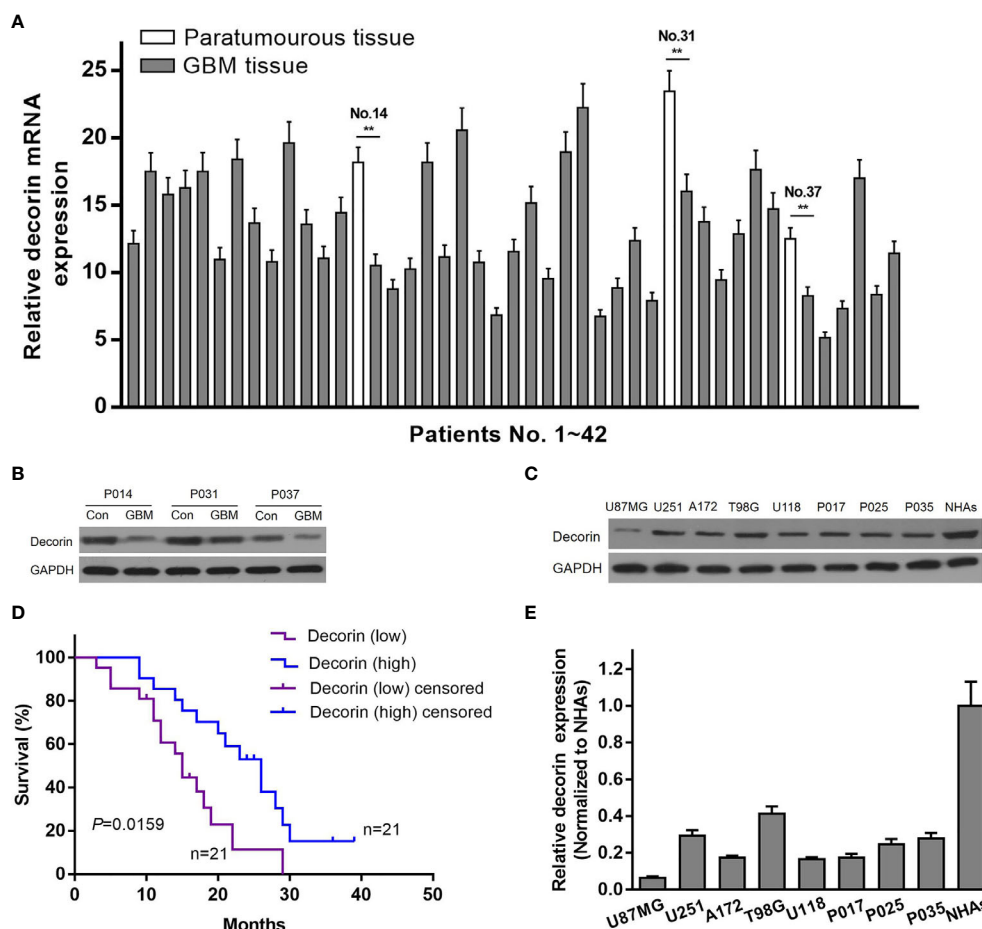 A
Paratumourous tissue
GBM tissue
Relative decorin mRNA
expression
25
20
15
10
5
0
No.14
**
No.31
**
No.37
**
Patients No. 1~42
B
P014 P031 P037
Con GBM Con GBM Con GBM
Decorin
GAPDH
C
U87MG U251 A172 T98G U118 P017 P025 P035 NHAs
Decorin
GAPDH
D
Decorin (low)
Decorin (high)
Decorin (low) censored
Decorin (high) censored
Survival (%)
100
80
60
40
20
0
P=0.0159
n=21
n=21
0 10 20 30 40 50
Months
E
Relative decorin expression
(Normalized to NHAs)
1.2
1.0
0.8
0.6
0.4
0.2
0.0
U87MG U251 A172 T98G U118 P017 P025 P035 NHAs